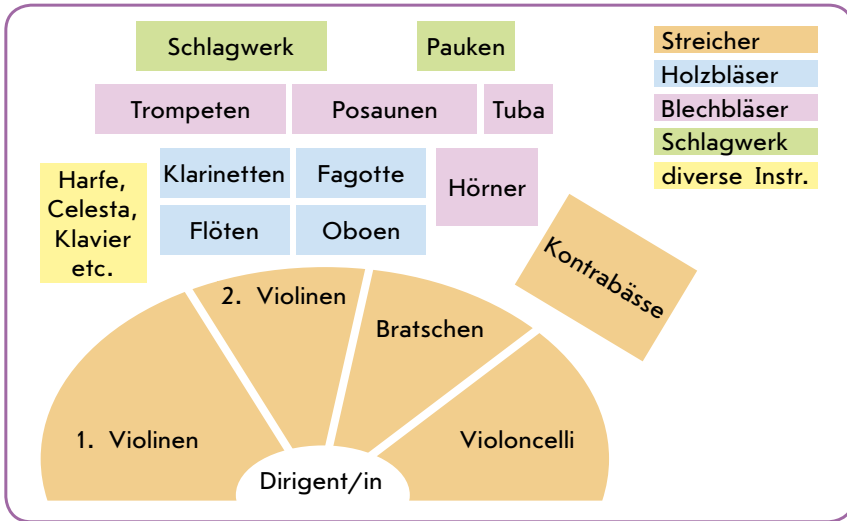 Schlagwerk
Pauken
Trompeten
Posaunen
Tuba
Klarinetten
Fagotte
Hörner
Flöten
Oboen
Harfe,
Celesta,
Klavier
etc.
Kontrabässe
2. Violinen
Bratschen
1. Violinen
Violoncelli
Dirigent/in
Streicher
Holzbläser
Blechbläser
Schlagwerk
diverse Instr.